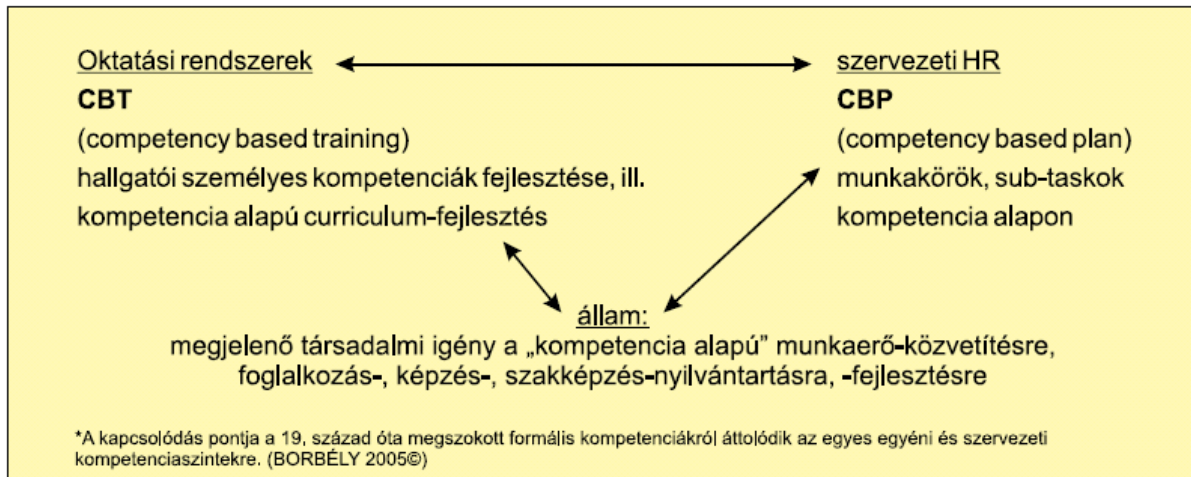 Oktatási rendszerek
CBT
(competency based training)
hallgatói személyes kompetenciák fejlesztése, ill.
kompetencia alapú curriculum-fejlesztés
szervezeti HR
CBP
(competency based plan)
munkakörök, sub-taskok
kompetencia alapon
állam:
megjelenő társadalmi igény a „kompetencia alapú” munkaerő-közvetítésre,
foglalkozás-, képzés-, szakképzés-nyilvántartásra, -fejlesztésre
*A kapcsolódás pontja a 19. század óta megszokott formális kompetenciákról áttolódik az egyes egyéni és szervezeti
kompetenciaszintekre. (BORBÉLY 2005©)